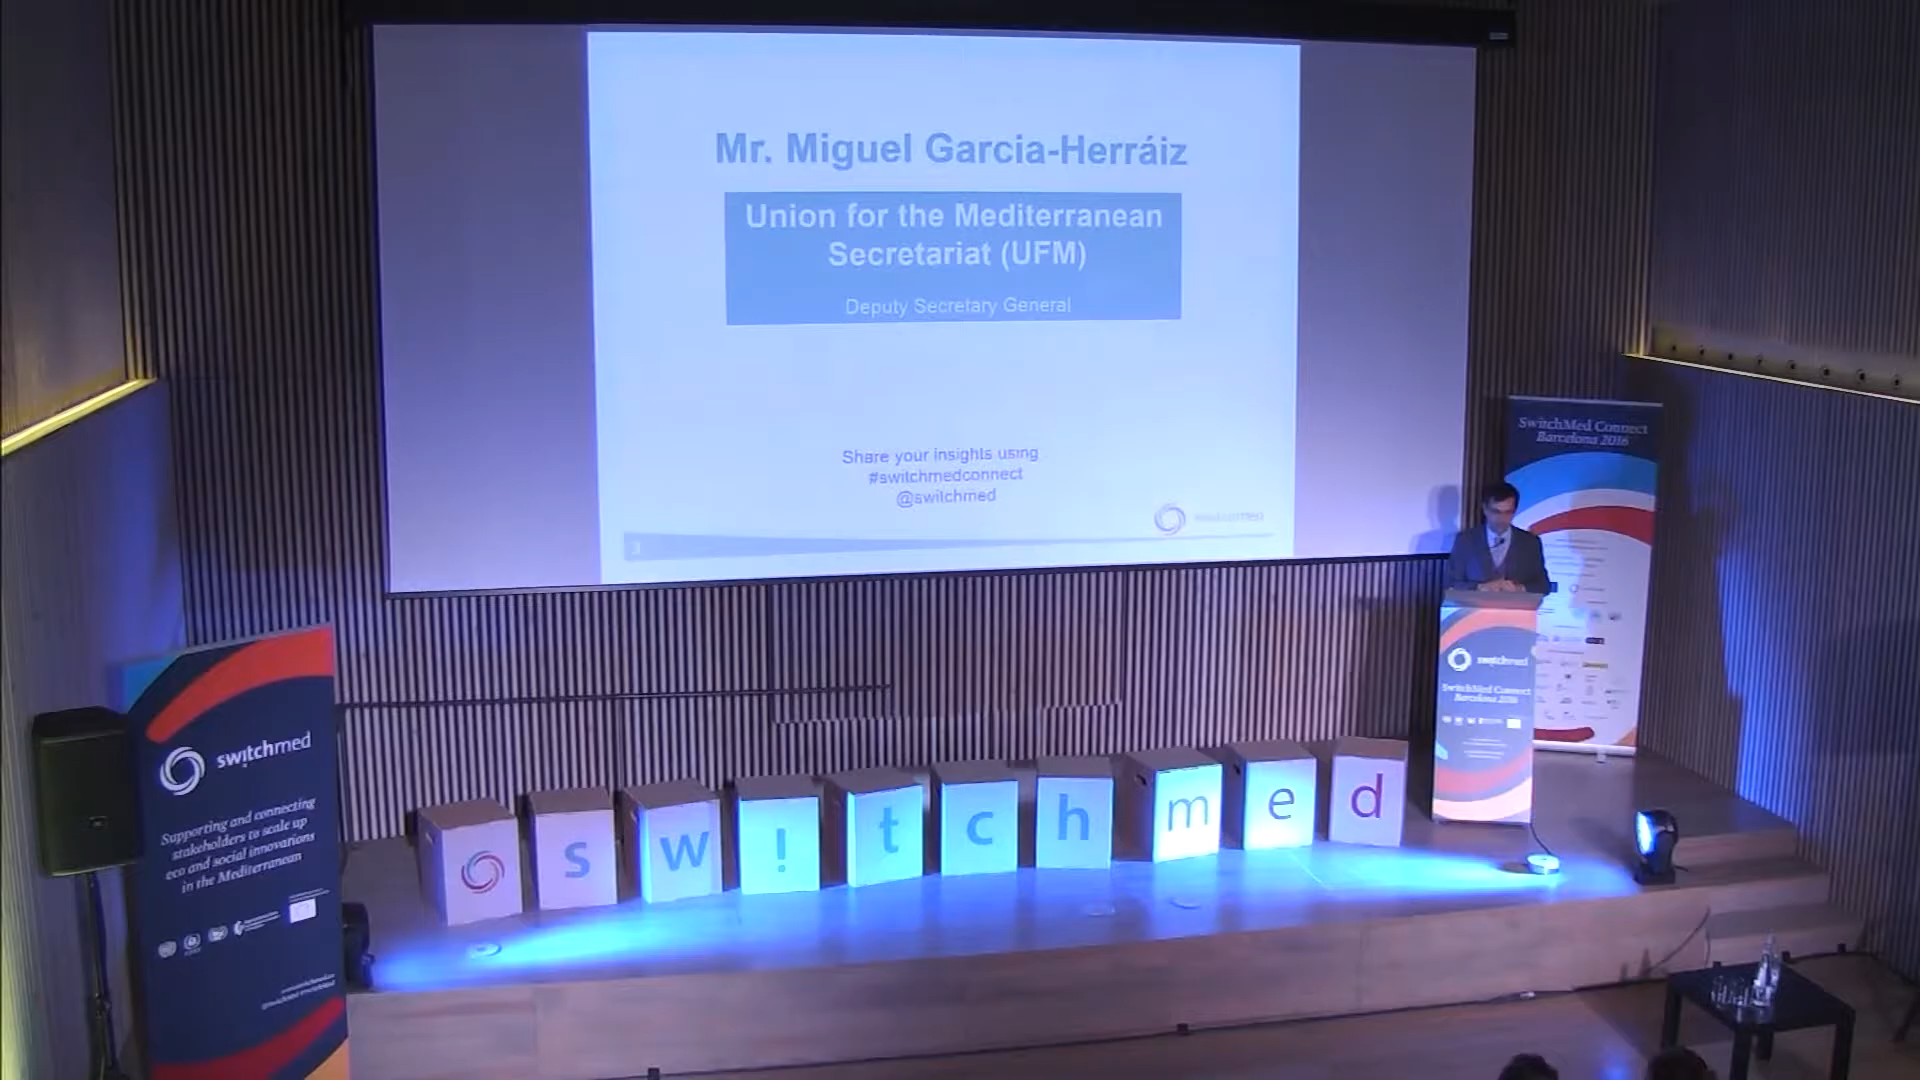 Mr. Miguel Garcia-Herráiz
Union for the Mediterranean
Secretariat (UFM)
Deputy Secretary General
Share your insights using
#switchmedconnect
@switchmed
switchmed
3
SwitchMed Connect
Barcelona 2016
switchmed
SwitchMed Connect
Barcelona 2016
switchmed
Supporting and connecting
stakeholders to scale up
eco and social innovations
in the Mediterranean
s w ! t c h m e d